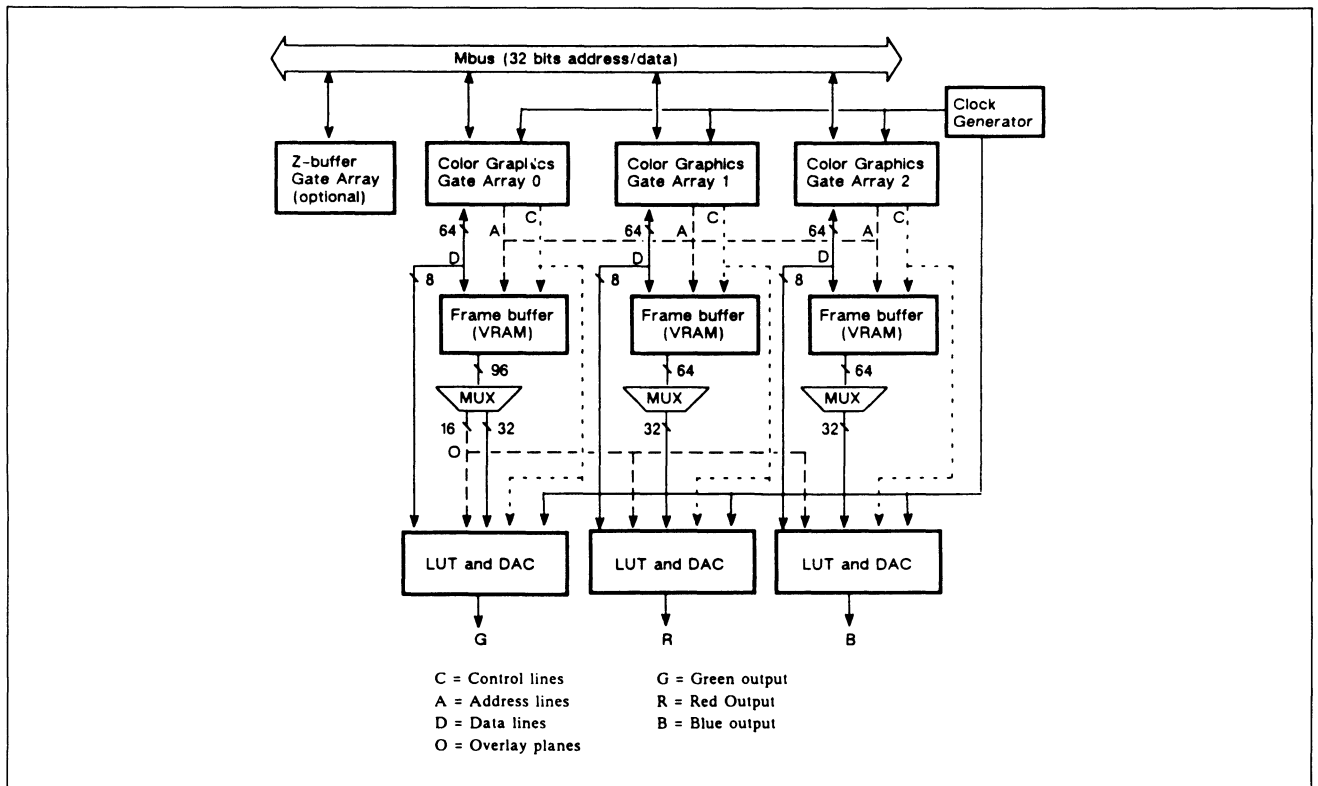 Mbus (32 bits address/data)
Clock
Generator
Z-buffer
Gate Array
(optional)
Color Graphics
Gate Array 0
Color Graphics
Gate Array 1
Color Graphics
Gate Array 2
C
C
C
64
A
64
A
64
A
D
D
D
8
8
8
Frame buffer
(VRAM)
Frame buffer
(VRAM)
Frame buffer
(VRAM)
96
64
64
MUX
MUX
MUX
16
32
32
32
O
LUT and DAC
LUT and DAC
LUT and DAC
G
R
B
C = Control lines
A = Address lines
D = Data lines
O = Overlay planes
G = Green output
R = Red Output
B = Blue output